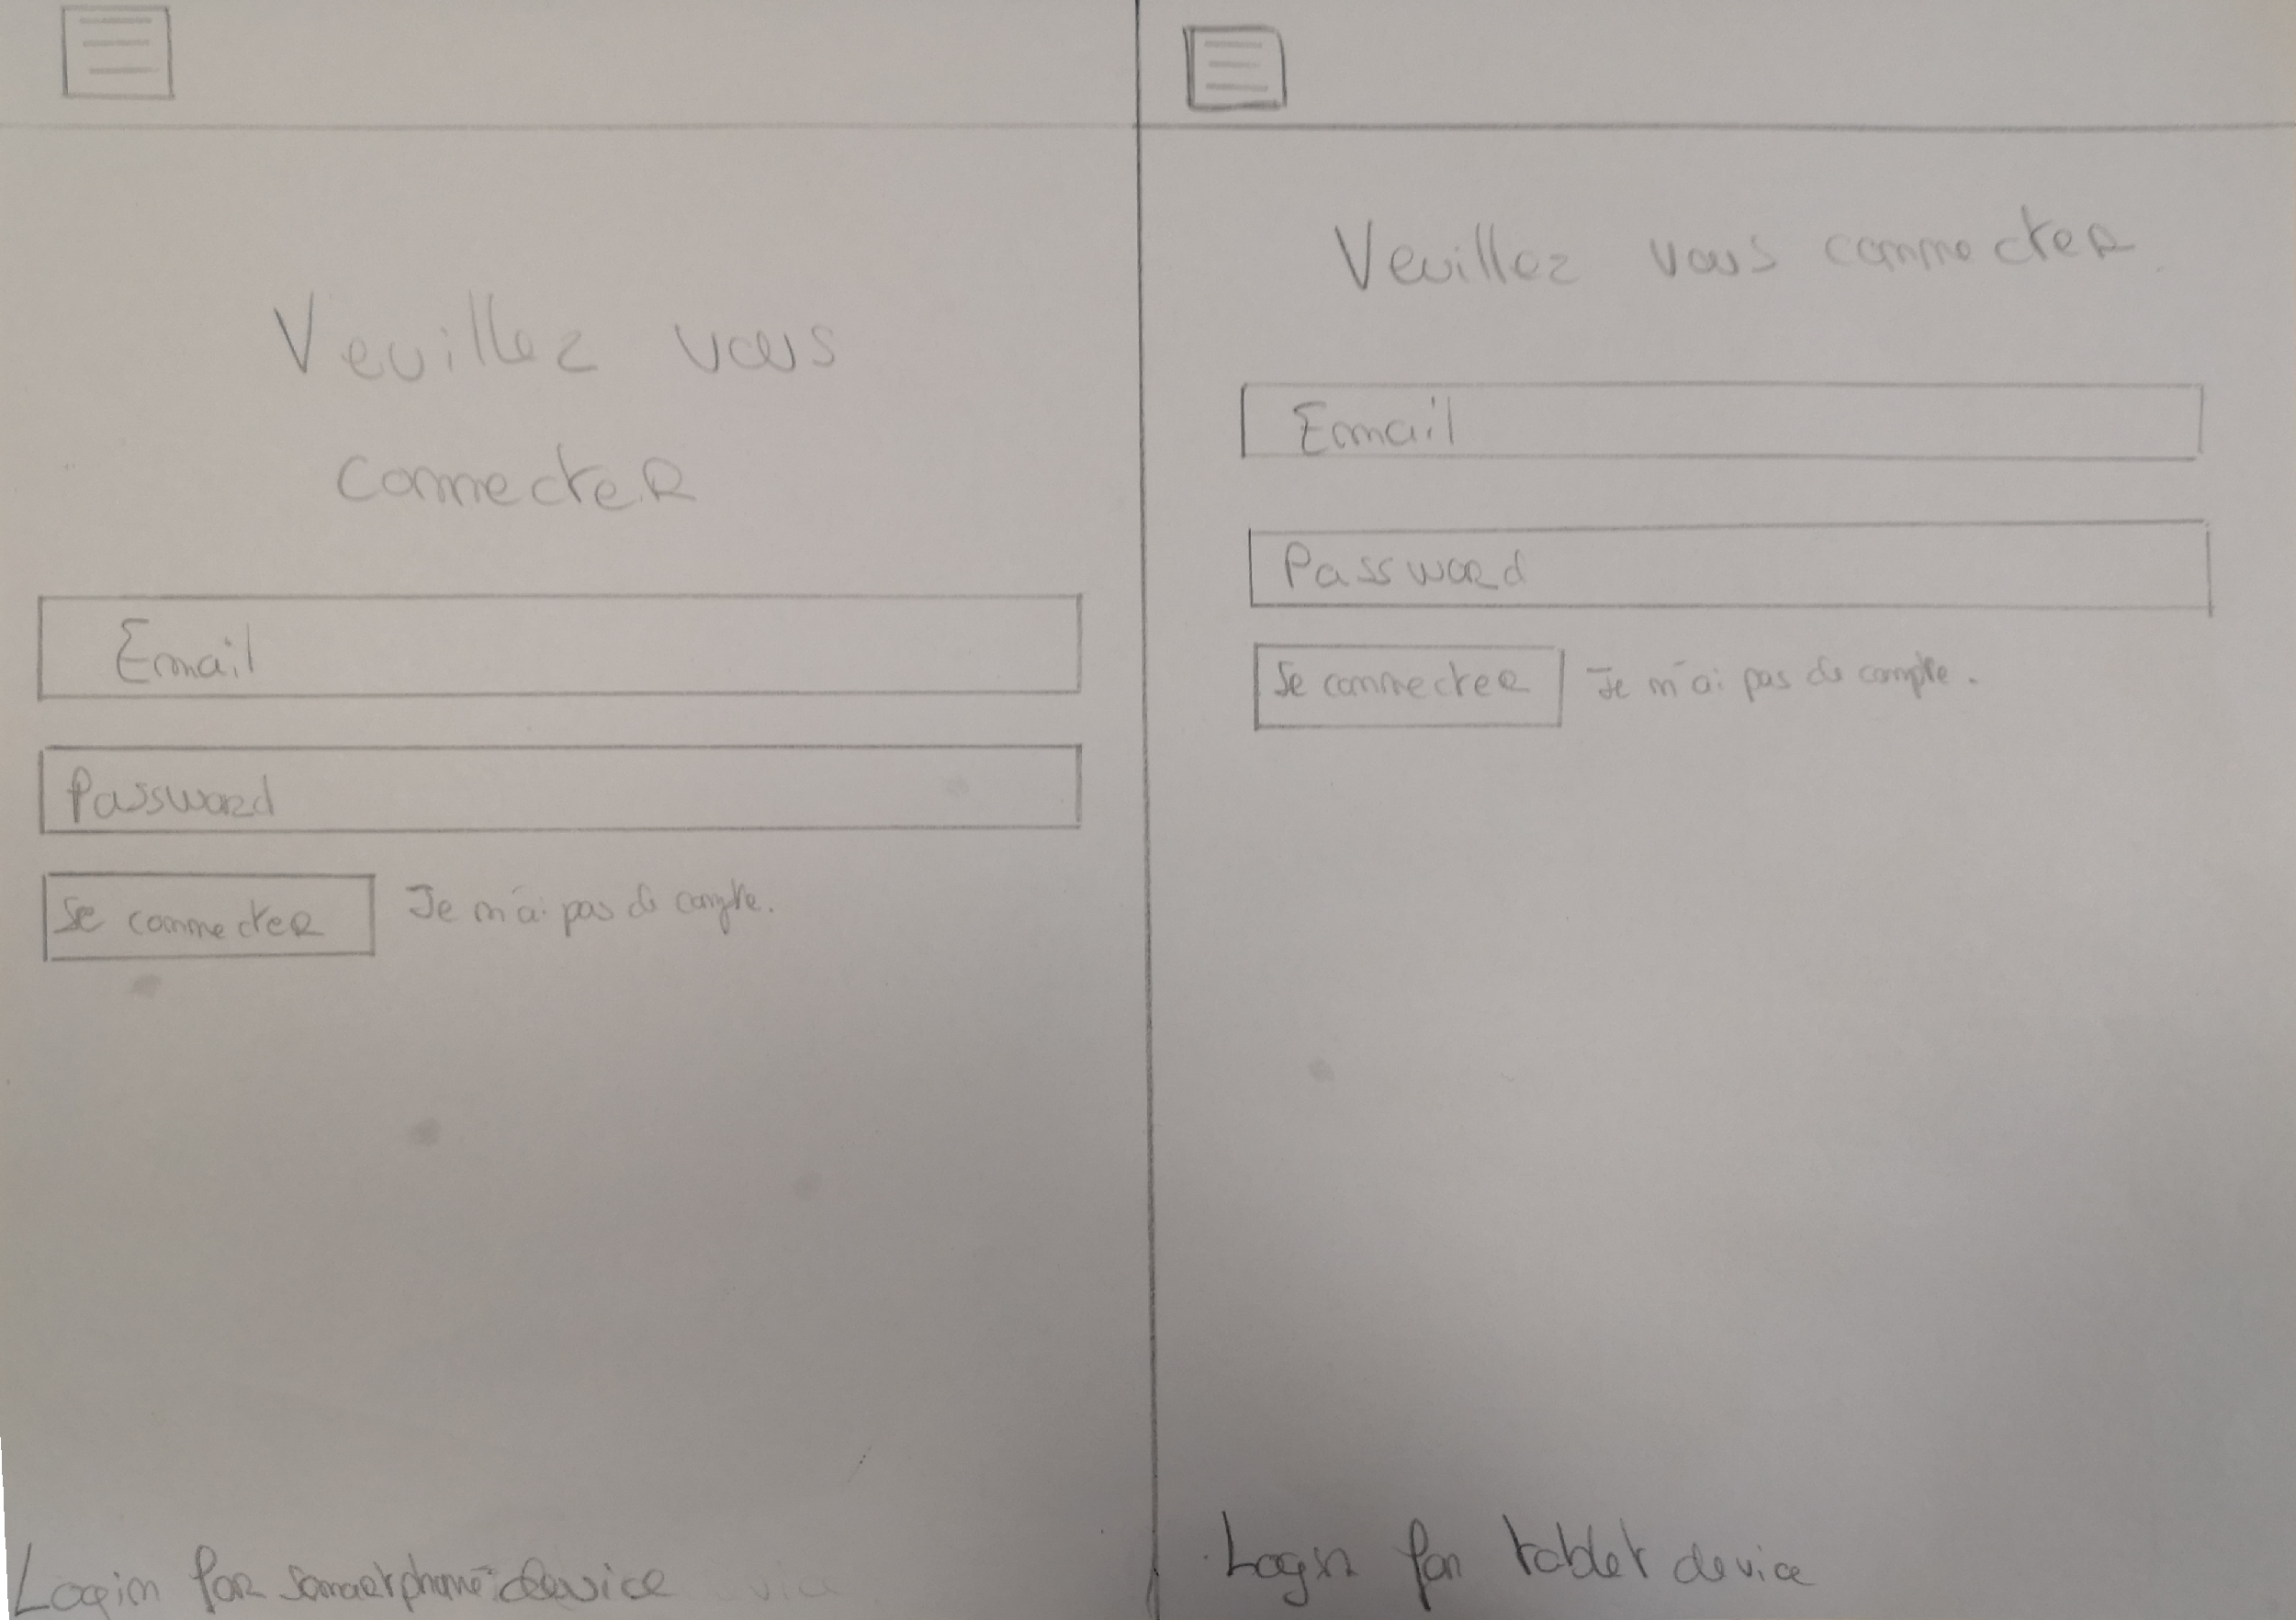 Veuillez vous
connecter
Email
Password
Se connecter
Je n'ai pas de compte.
Login for smartphone device
Veuillez vous connecter
Email
Password
Se connecter
Je n'ai pas de compte.
Login for tablet device